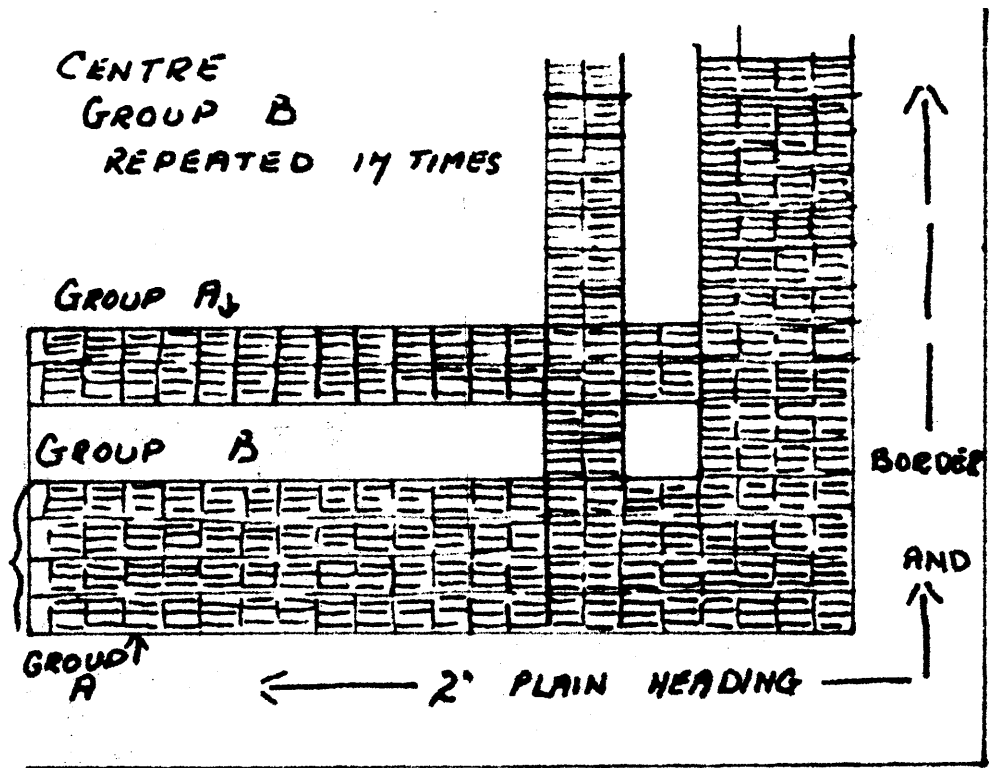 CENTRE
GROUP B
REPEATED 17 TIMES
GROUP A
GROUP B
BORDER
AND
GROUP
A
2" PLAIN HEADING